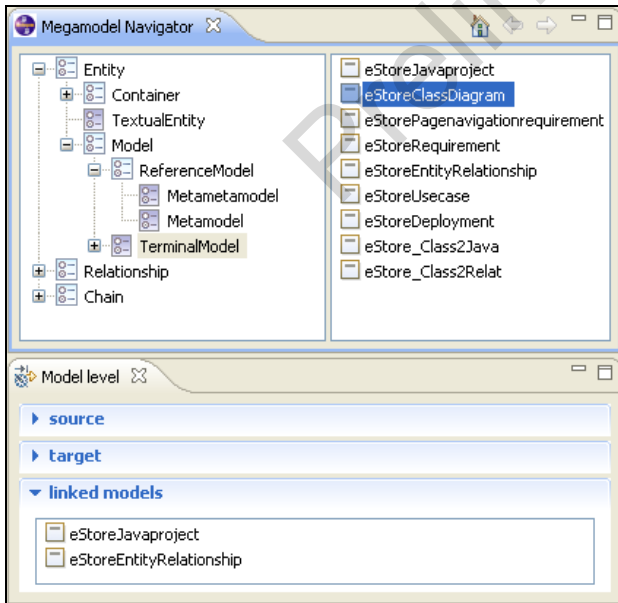 Megamodel Navigator
Entity
Container
TextualEntity
Model
ReferenceModel
Metametamodel
Metamodel
TerminalModel
Relationship
Chain
eStoreJavaproject
eStoreClassDiagram
eStorePagenavigationrequirement
eStoreRequirement
eStoreEntityRelationship
eStoreUsecase
eStoreDeployment
eStore_Class2Java
eStore_Class2Relat
Prelim
Model level
source
target
linked models
eStoreJavaproject
eStoreEntityRelationship